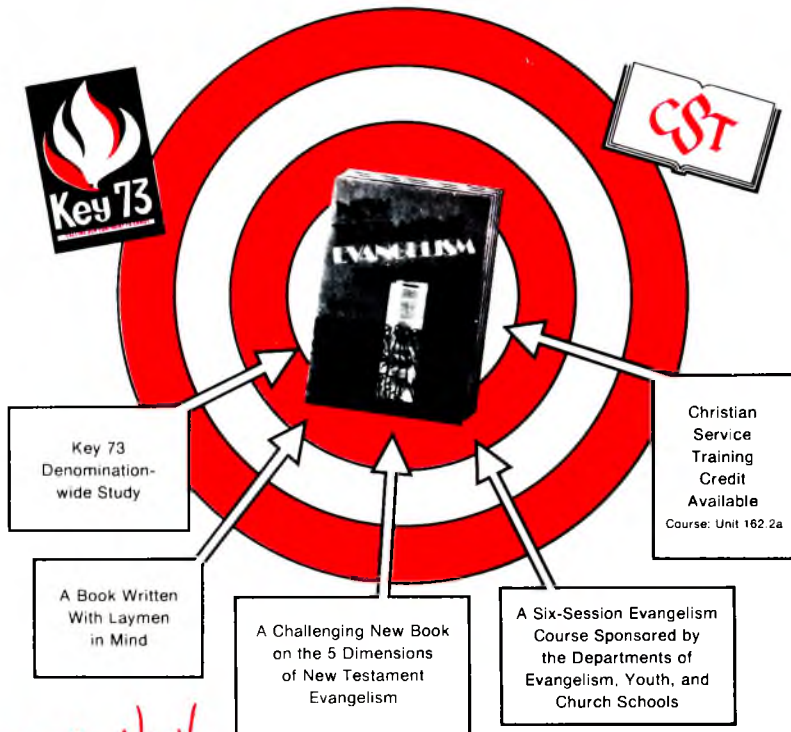 Key 73
CST
EVANGELISM
Key 73
Denomination-
wide Study
A Book Written
With Laymen
in Mind
A Challenging New Book
on the 5 Dimensions
of New Testament
Evangelism
A Six-Session Evangelism
Course Sponsored by
the Departments of
Evangelism, Youth, and
Church Schools
Christian
Service
Training
Credit
Available
Course: Unit 162.2a